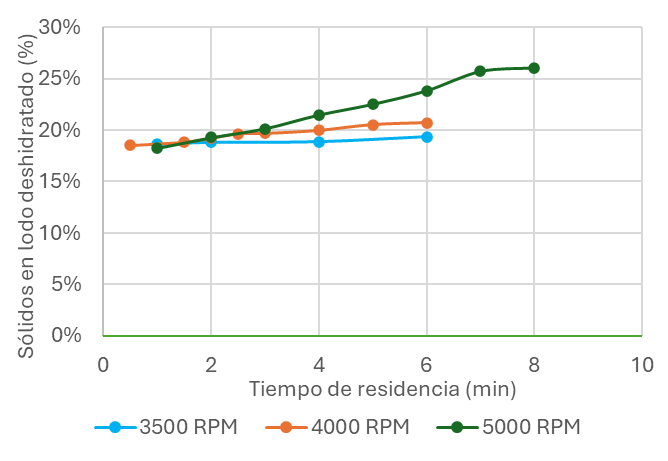 Sólidos en lodo deshidratado (%)
30%
25%
20%
15%
10%
5%
0%
0 2 4 6 8 10
Tiempo de residencia (min)
3500 RPM 4000 RPM 5000 RPM